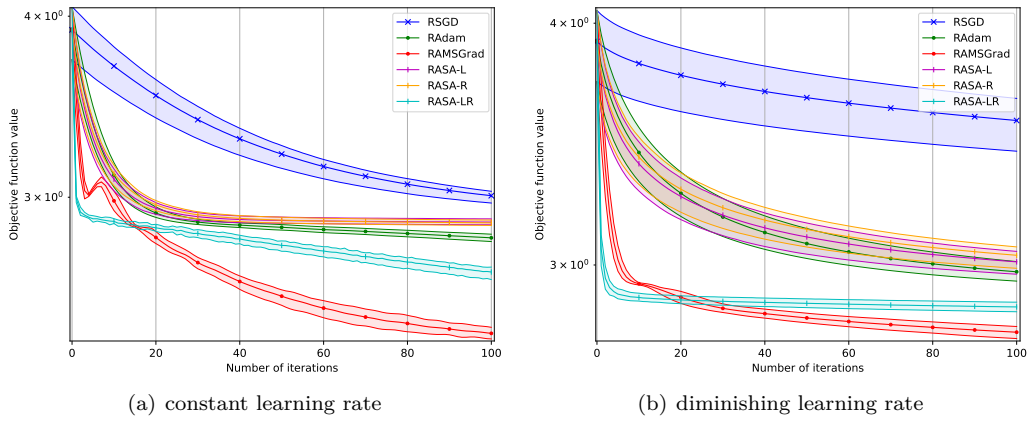 Objective function value
4 × 10⁰
3 × 10⁰
RSGD
RAdam
RAMSGrad
RASA-L
RASA-R
RASA-LR
0 20 40 60 80 100
Number of iterations
(a) constant learning rate
Objective function value
4 × 10⁰
3 × 10⁰
RSGD
RAdam
RAMSGrad
RASA-L
RASA-R
RASA-LR
0 20 40 60 80 100
Number of iterations
(b) diminishing learning rate